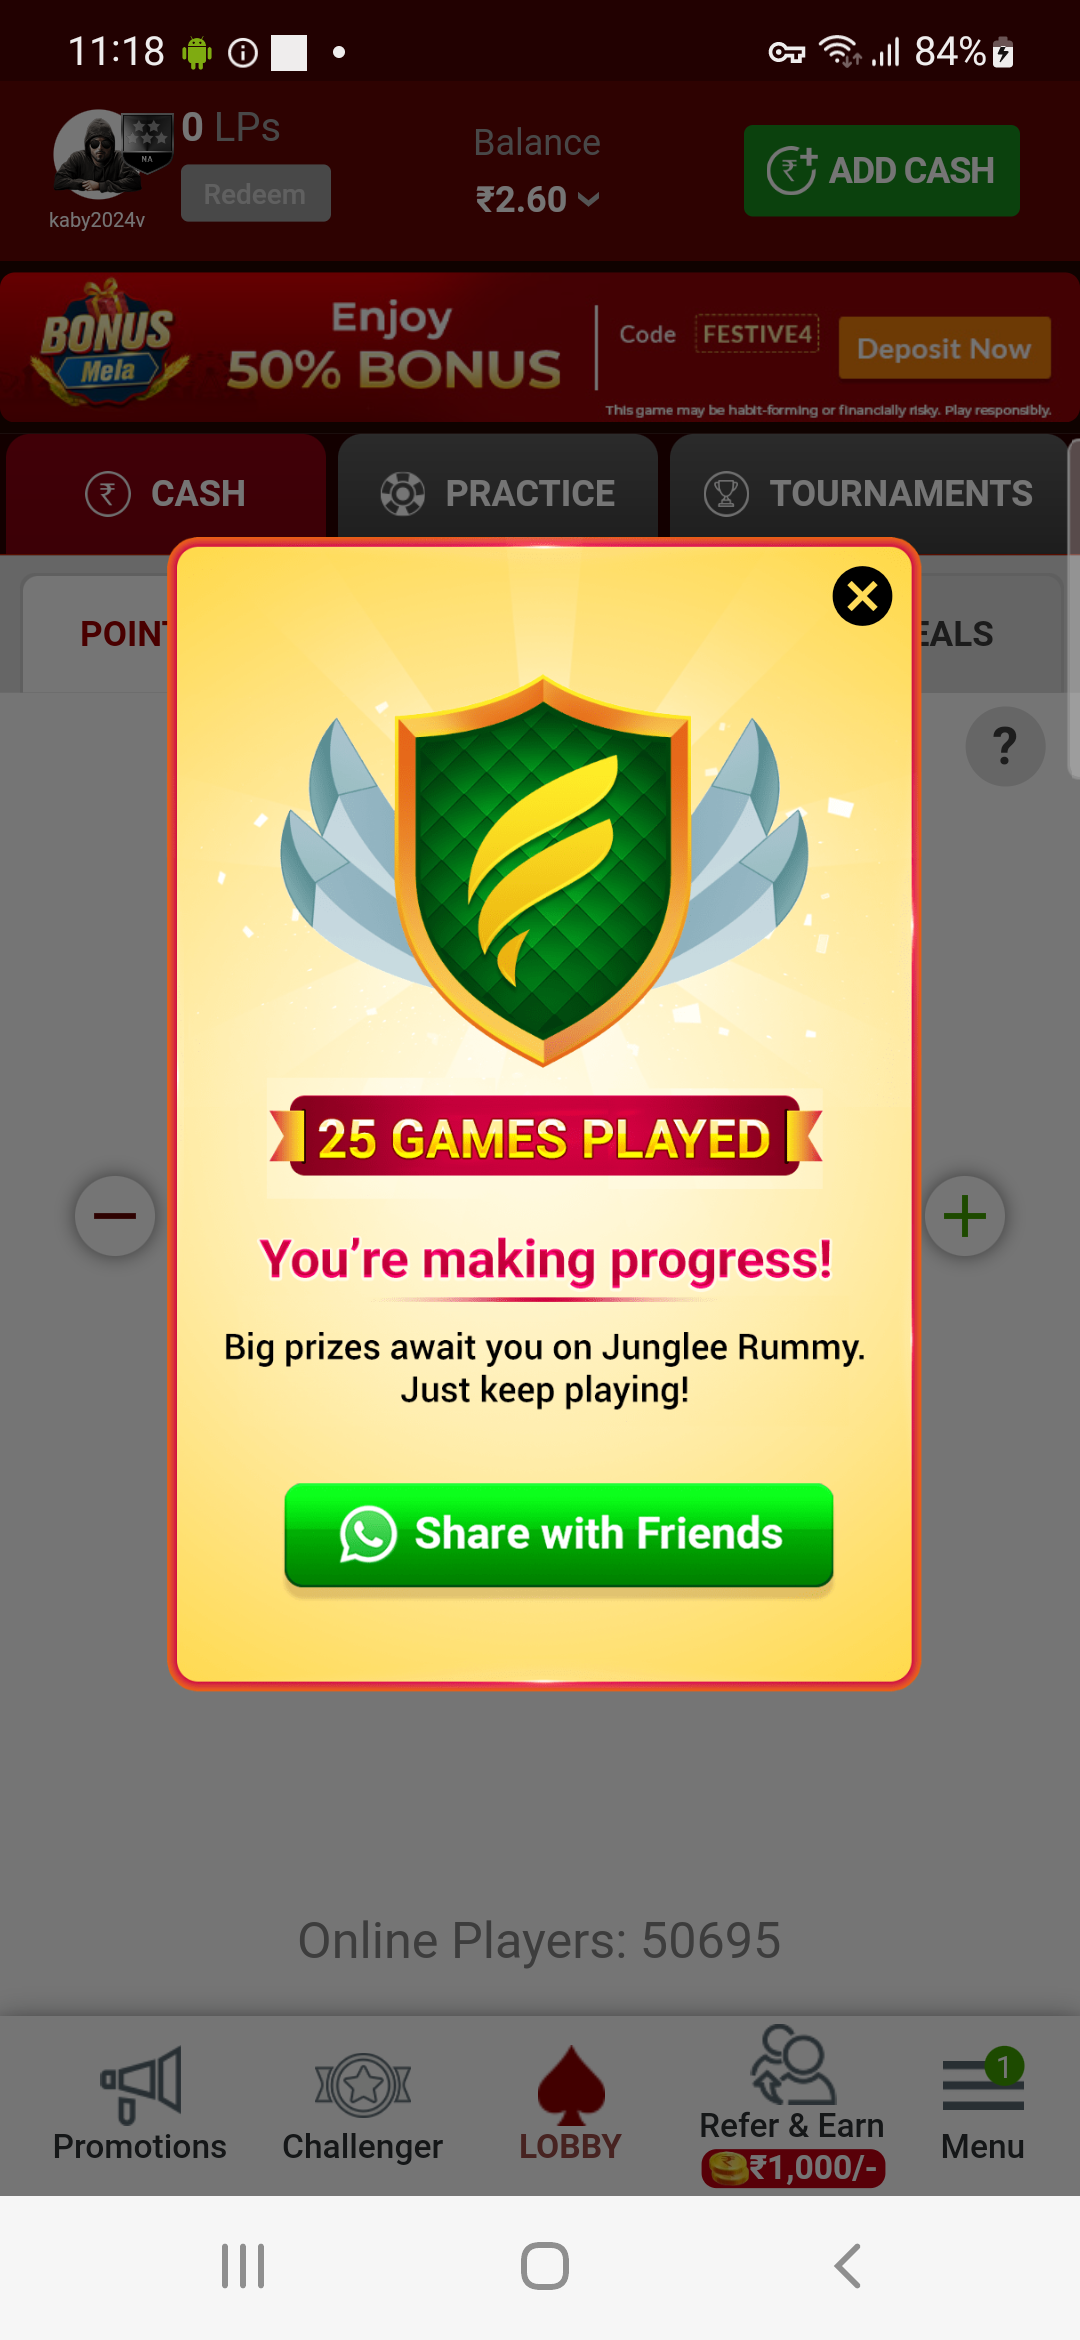 11:18
84%
0 LPs
NA
Redeem
kaby2024v
Balance
₹2.60
ADD CASH
BONUS
Mela
Enjoy
50% BONUS
Code FESTIVE4
Deposit Now
This game may be habit-forming or financially risky. Play responsibly.
CASH
PRACTICE
TOURNAMENTS
POINT
EALS
?
25 GAMES PLAYED
You're making progress!
Big prizes await you on Junglee Rummy.
Just keep playing!
Share with Friends
Online Players: 50695
Promotions
Challenger
LOBBY
Refer & Earn
₹1,000/-
1
Menu